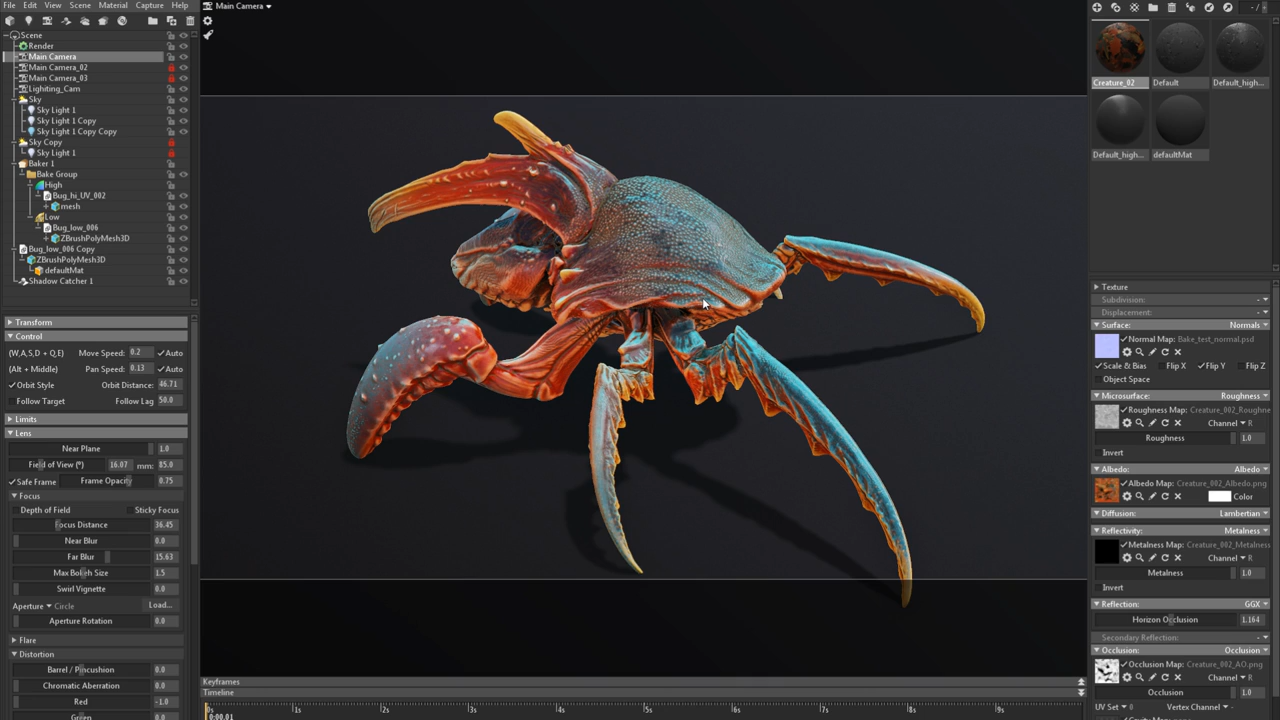 File Edit View Scene Material Capture Help
Main Camera
Scene
Render
Main Camera
Main Camera_02
Main Camera_03
Lighiting_Cam
Sky
Sky Light 1
Sky Light 1 Copy
Sky Light 1 Copy Copy
Sky Copy
Sky Light 1
Baker 1
Bake Group
High
Bug_hi_UV_002
mesh
Low
Bug_low_006
ZBrushPolyMesh3D
Bug_low_006 Copy
ZBrushPolyMesh3D
defaultMat
Shadow Catcher 1
Transform
Control
(W,A,S,D + Q,E) Move Speed: 0.2 Auto
(Alt + Middle) Pan Speed: 0.13 Auto
Orbit Style Orbit Distance: 46.71
Follow Target Follow Lag 50.0
Limits
Lens
Near Plane 1.0
Field of View (°) 16.07 mm: 85.0
Safe Frame Frame Opacity 0.75
Focus
Depth of Field Sticky Focus
Focus Distance 36.45
Near Blur 0.0
Far Blur 15.63
Max Bokeh Size 1.5
Swirl Vignette 0.0
Aperture Circle Load...
Aperture Rotation 0.0
Flare
Distortion
Barrel / Pincushion 0.0
Chromatic Aberration 0.0
Red -1.0
Green
Keyframes
Timeline
0s 1s 2s 3s 4s 5s 6s 7s 8s 9s
0:00.01
Creature_02 Default Default_high...
Default_high... defaultMat
Texture
Subdivision: -
Displacement: -
Surface: Normals
Normal Map: Bake_test_normal.psd
Scale & Bias Flip X Flip Y Flip Z
Object Space
Microsurface: Roughness
Roughness Map: Creature_002_Roughne
Channel R
Roughness 1.0
Invert
Albedo: Albedo
Albedo Map: Creature_002_Albedo.png
Color
Diffusion: Lambertian
Reflectivity: Metalness
Metalness Map: Creature_002_Metalness
Channel R
Metalness 1.0
Invert
Reflection: GGX
Horizon Occlusion 1.164
Secondary Reflection: -
Occlusion: Occlusion
Occlusion Map: Creature_002_AO.png
Channel R
Occlusion 1.0
UV Set 0 Vertex Channel -